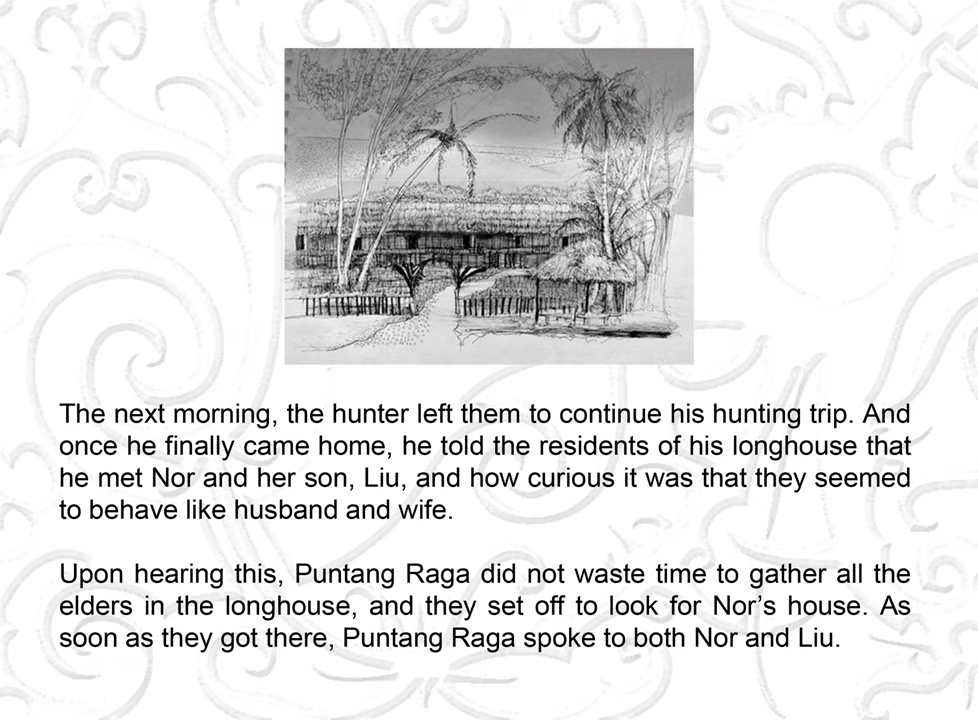 The next morning, the hunter left them to continue his hunting trip. And
once he finally came home, he told the residents of his longhouse that
he met Nor and her son, Liu, and how curious it was that they seemed
to behave like husband and wife.
Upon hearing this, Puntang Raga did not waste time to gather all the
elders in the longhouse, and they set off to look for Nor’s house. As
soon as they got there, Puntang Raga spoke to both Nor and Liu.